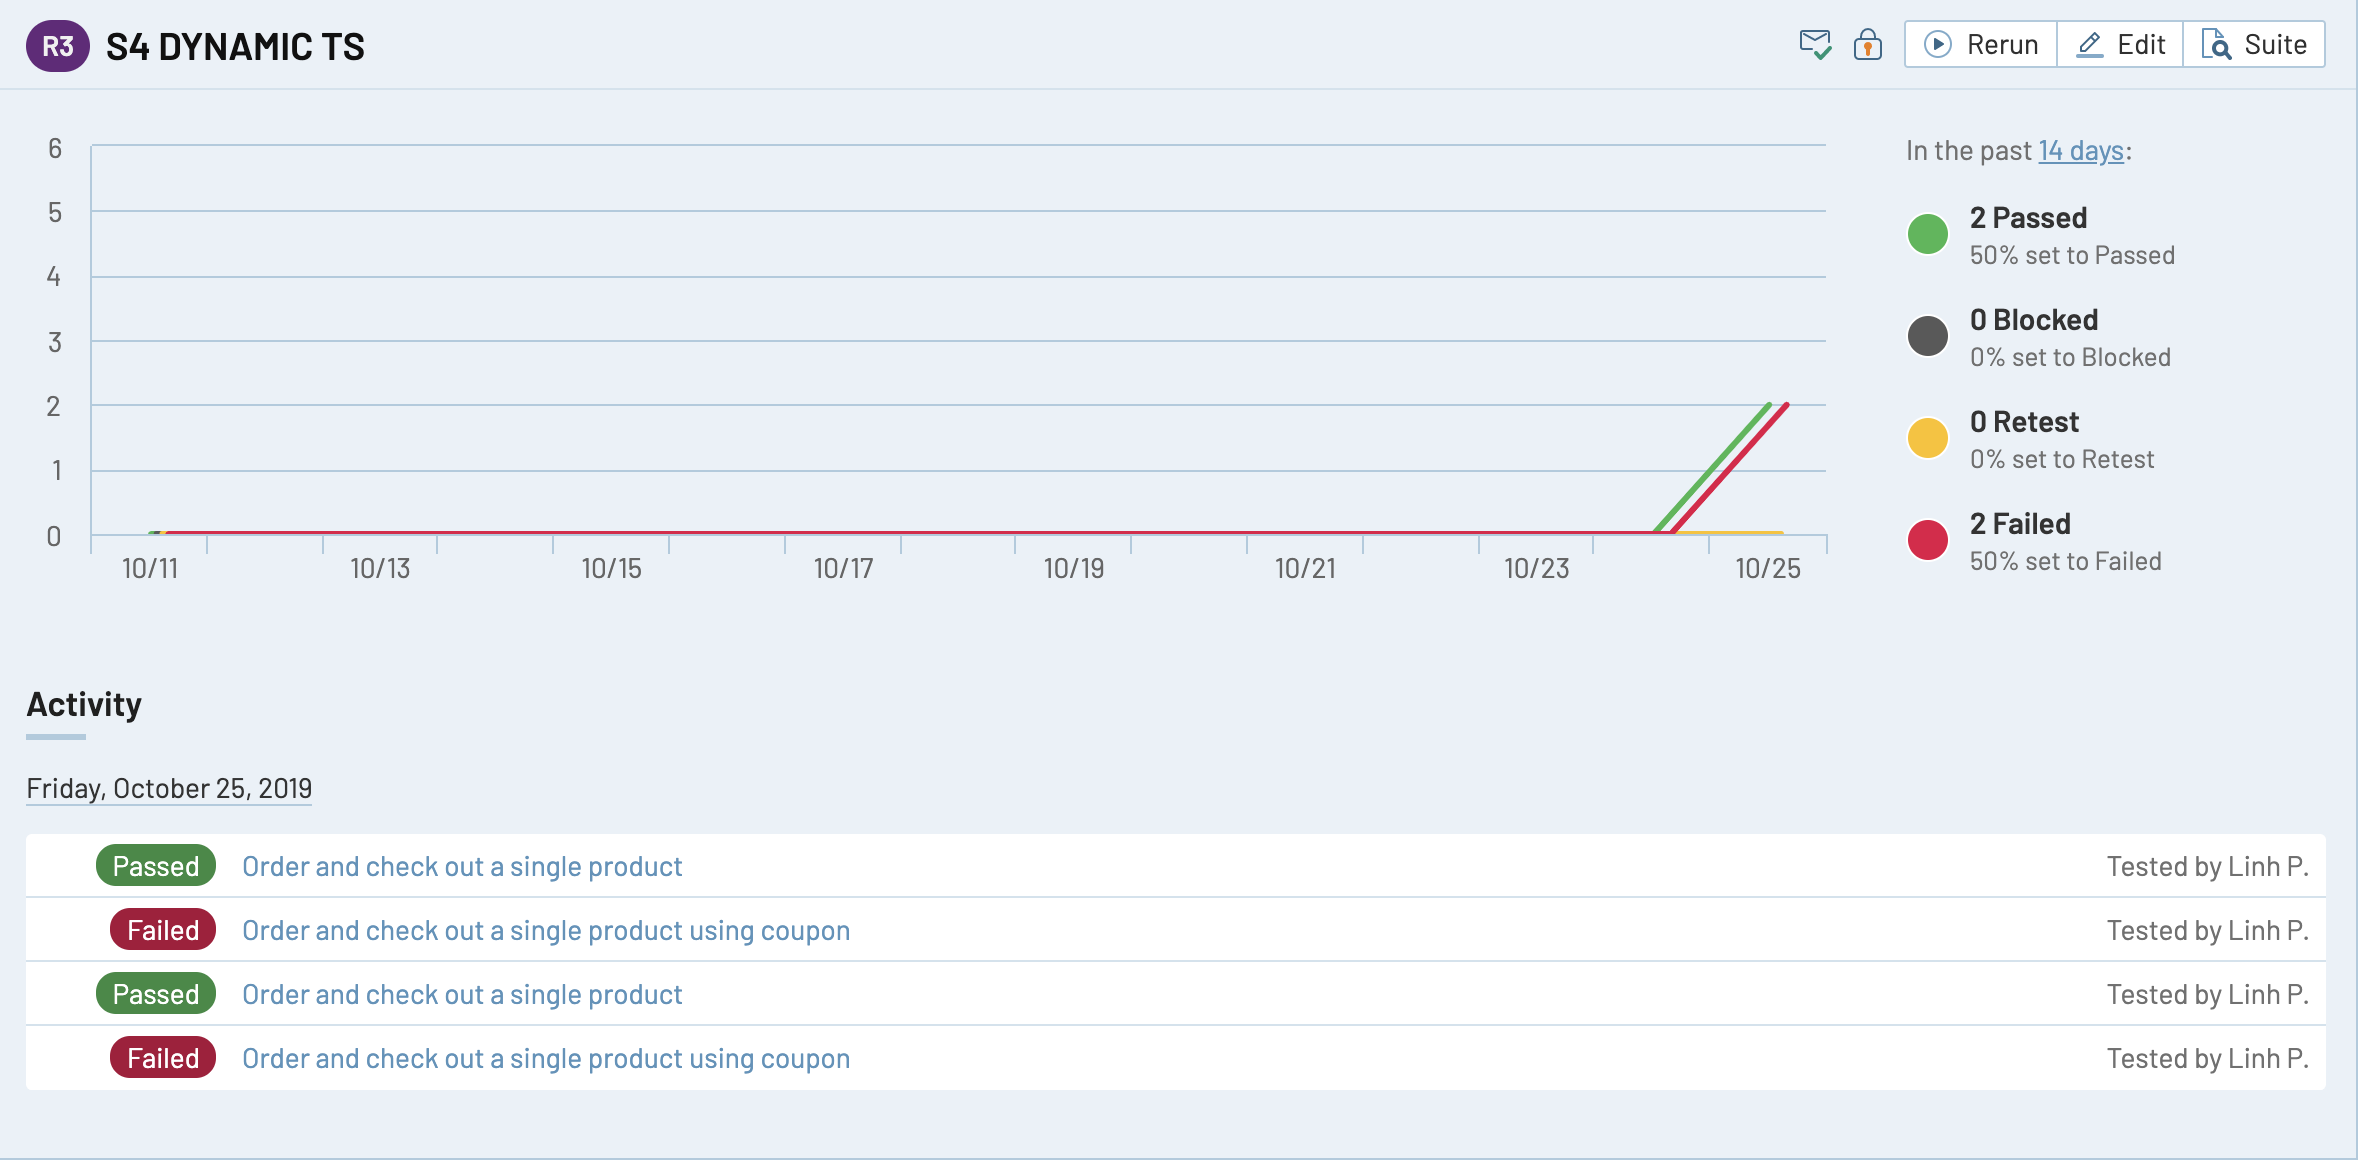 R3 S4 DYNAMIC TS Rerun Edit Suite
6
5
4
3
2
1
0
10/11 10/13 10/15 10/17 10/19 10/21 10/23 10/25
In the past 14 days:
2 Passed
50% set to Passed
0 Blocked
0% set to Blocked
0 Retest
0% set to Retest
2 Failed
50% set to Failed
Activity
Friday, October 25, 2019
Passed Order and check out a single product Tested by Linh P.
Failed Order and check out a single product using coupon Tested by Linh P.
Passed Order and check out a single product Tested by Linh P.
Failed Order and check out a single product using coupon Tested by Linh P.